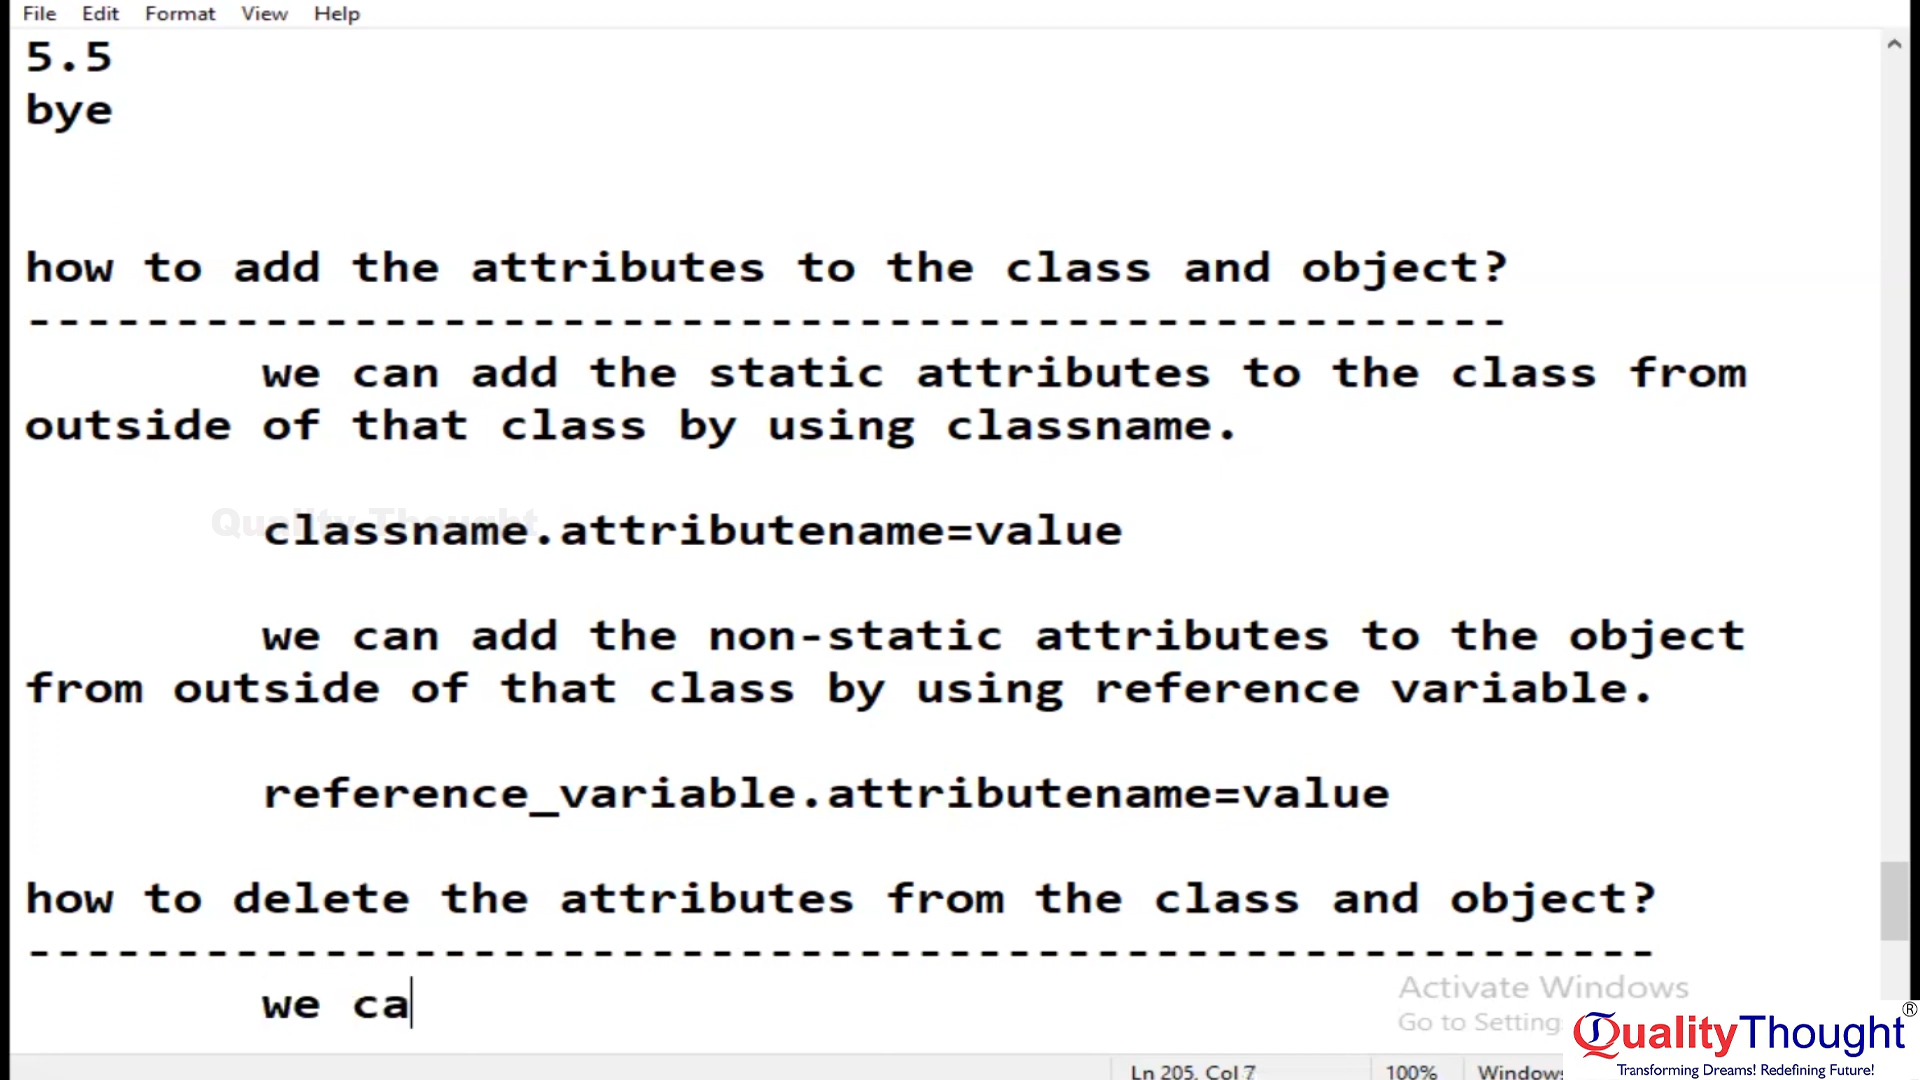 File Edit Format View Help
5.5
bye
how to add the attributes to the class and object?
--------------------------------------------------
we can add the static attributes to the class from
outside of that class by using classname.
Quality Thought
classname.attributename=value
we can add the non-static attributes to the object
from outside of that class by using reference variable.
reference_variable.attributename=value
how to delete the attributes from the class and object?
-------------------------------------------------------
we ca
Activate Windows
Go to Setting
QualityThought®
Transforming Dreams! Redefining Future!
Ln 205, Col 7 100% Windows